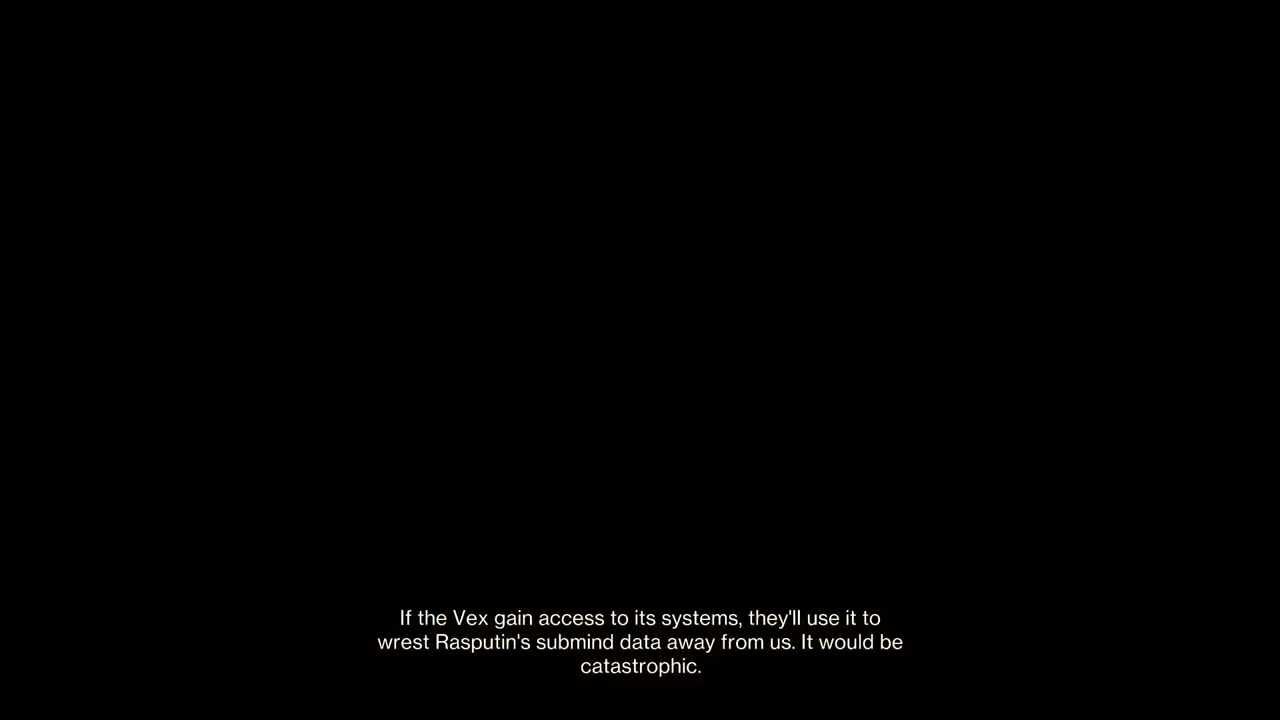 If the Vex gain access to its systems, they'll use it to
wrest Rasputin's submind data away from us. It would be
catastrophic.